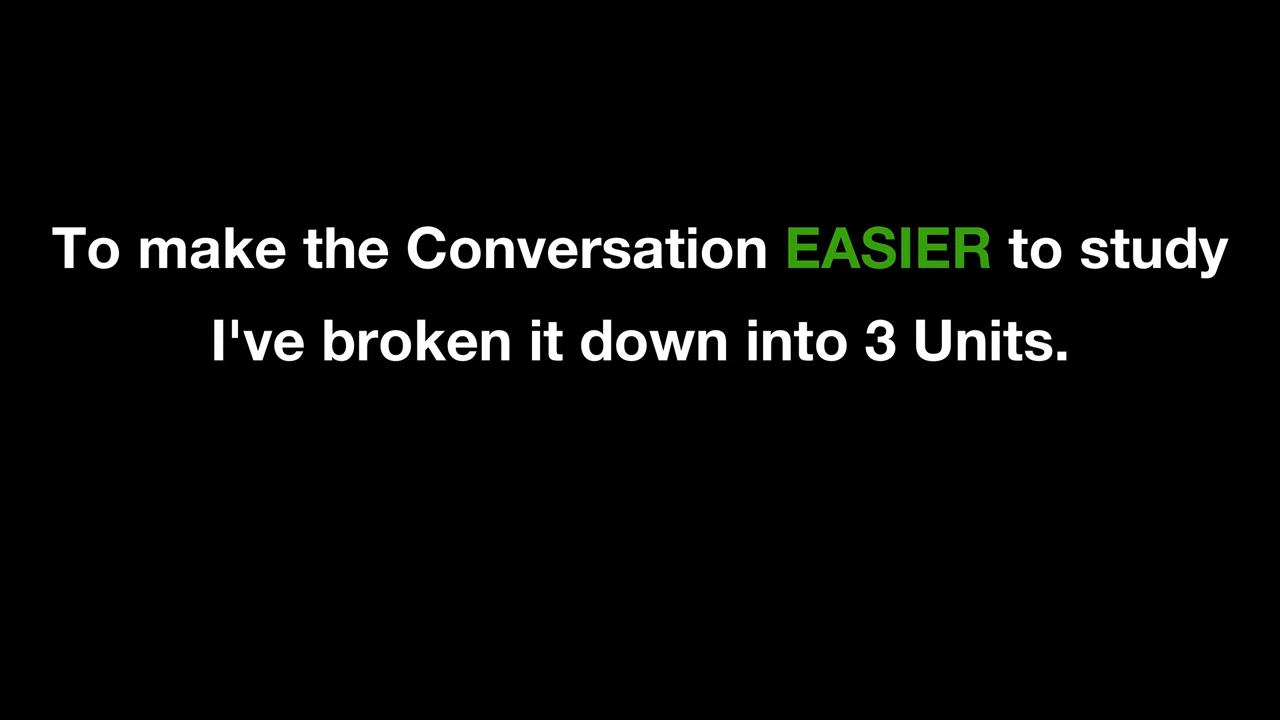 To make the Conversation EASIER to study
I've broken it down into 3 Units.